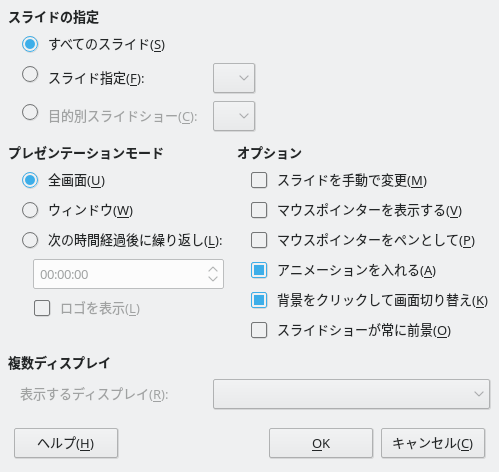 スライドの指定
すべてのスライド(S)
スライド指定(F):
目的別スライドショー(C):
プレゼンテーションモード
全画面(U)
ウィンドウ(W)
次の時間経過後に繰り返し(L):
00:00:00
ロゴを表示(L)
オプション
スライドを手動で変更(M)
マウスポインターを表示する(V)
マウスポインターをペンとして(P)
アニメーションを入れる(A)
背景をクリックして画面切り替え(K)
スライドショーが常に前景(O)
複数ディスプレイ
表示するディスプレイ(R):
ヘルプ(H)
OK
キャンセル(C)